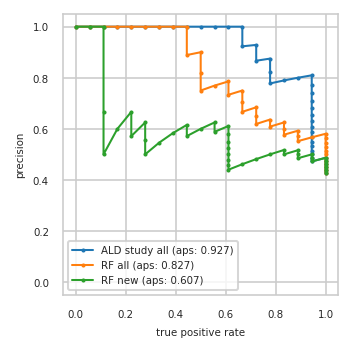 1.0
0.8
0.6
0.4
0.2
0.0
precision
ALD study all (aps: 0.927)
RF all (aps: 0.827)
RF new (aps: 0.607)
0.0 0.2 0.4 0.6 0.8 1.0
true positive rate